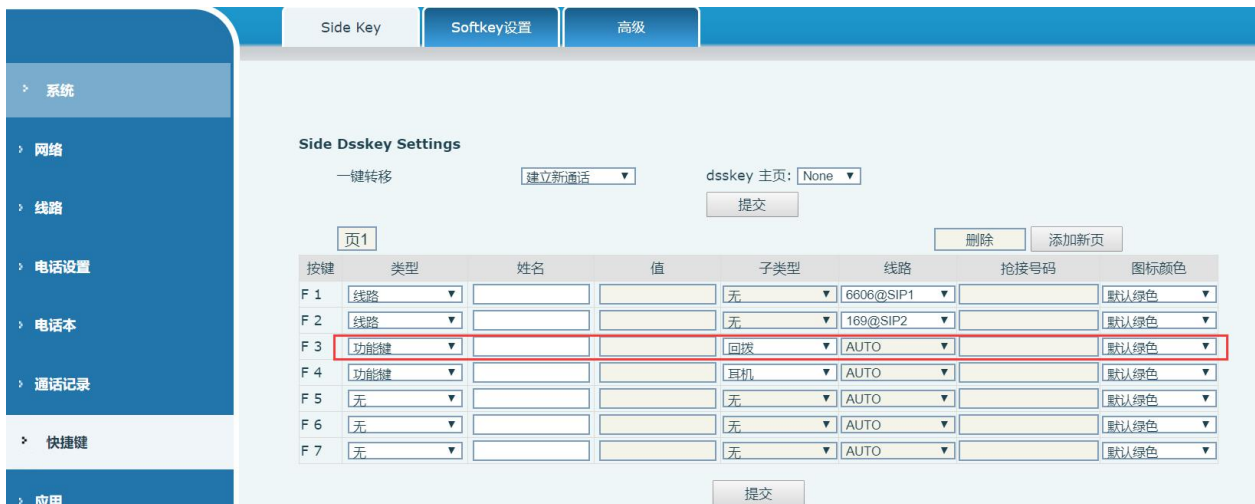 Side Key Softkey设置 高级
系统
网络
线路
电话设置
电话本
通话记录
快捷键
应用
Side Dsskey Settings
一键转移 建立新通话 dsskey 主页: None
提交
页1 删除 添加新页
按键 类型 姓名 值 子类型 线路 抢接号码 图标颜色
F 1 线路 无 6606@SIP1 默认绿色
F 2 线路 无 169@SIP2 默认绿色
F 3 功能键 回拨 AUTO 默认绿色
F 4 功能键 耳机 AUTO 默认绿色
F 5 无 无 AUTO 默认绿色
F 6 无 无 AUTO 默认绿色
F 7 无 无 AUTO 默认绿色
提交